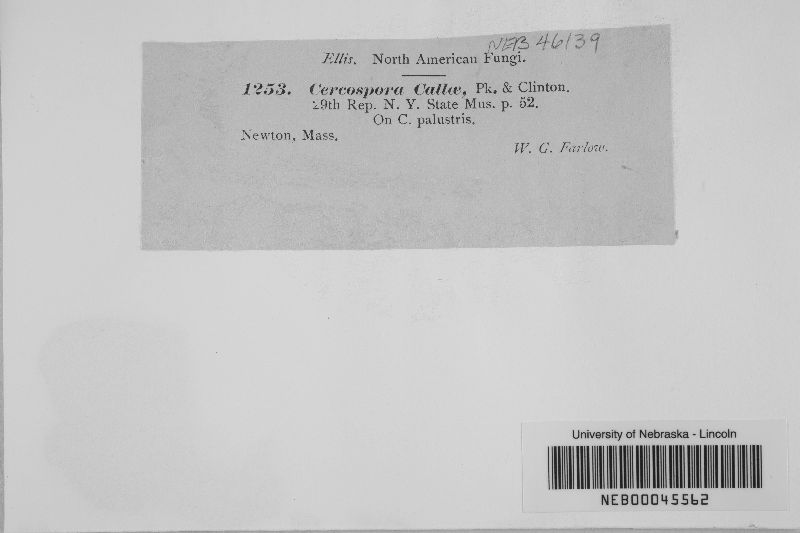 NEB 46139
Ellis. North American Fungi.
1253. Cercospora Callæ, Pk. & Clinton.
29th Rep. N. Y. State Mus. p. 52.
On C. palustris.
Newton, Mass.
W. G. Farlow.
University of Nebraska - Lincoln
NEB00045562